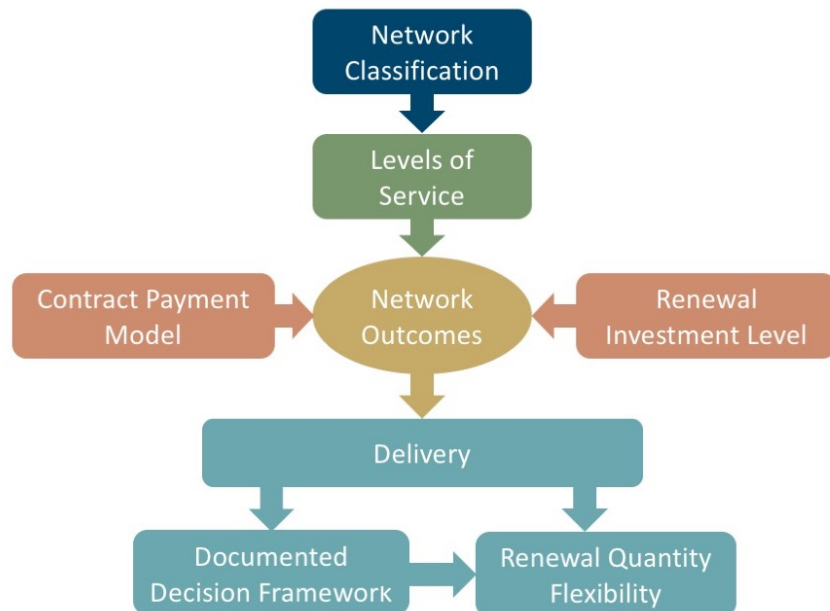 Network
Classification
Levels of
Service
Contract Payment
Model
Network
Outcomes
Renewal
Investment Level
Delivery
Documented
Decision Framework
Renewal Quantity
Flexibility